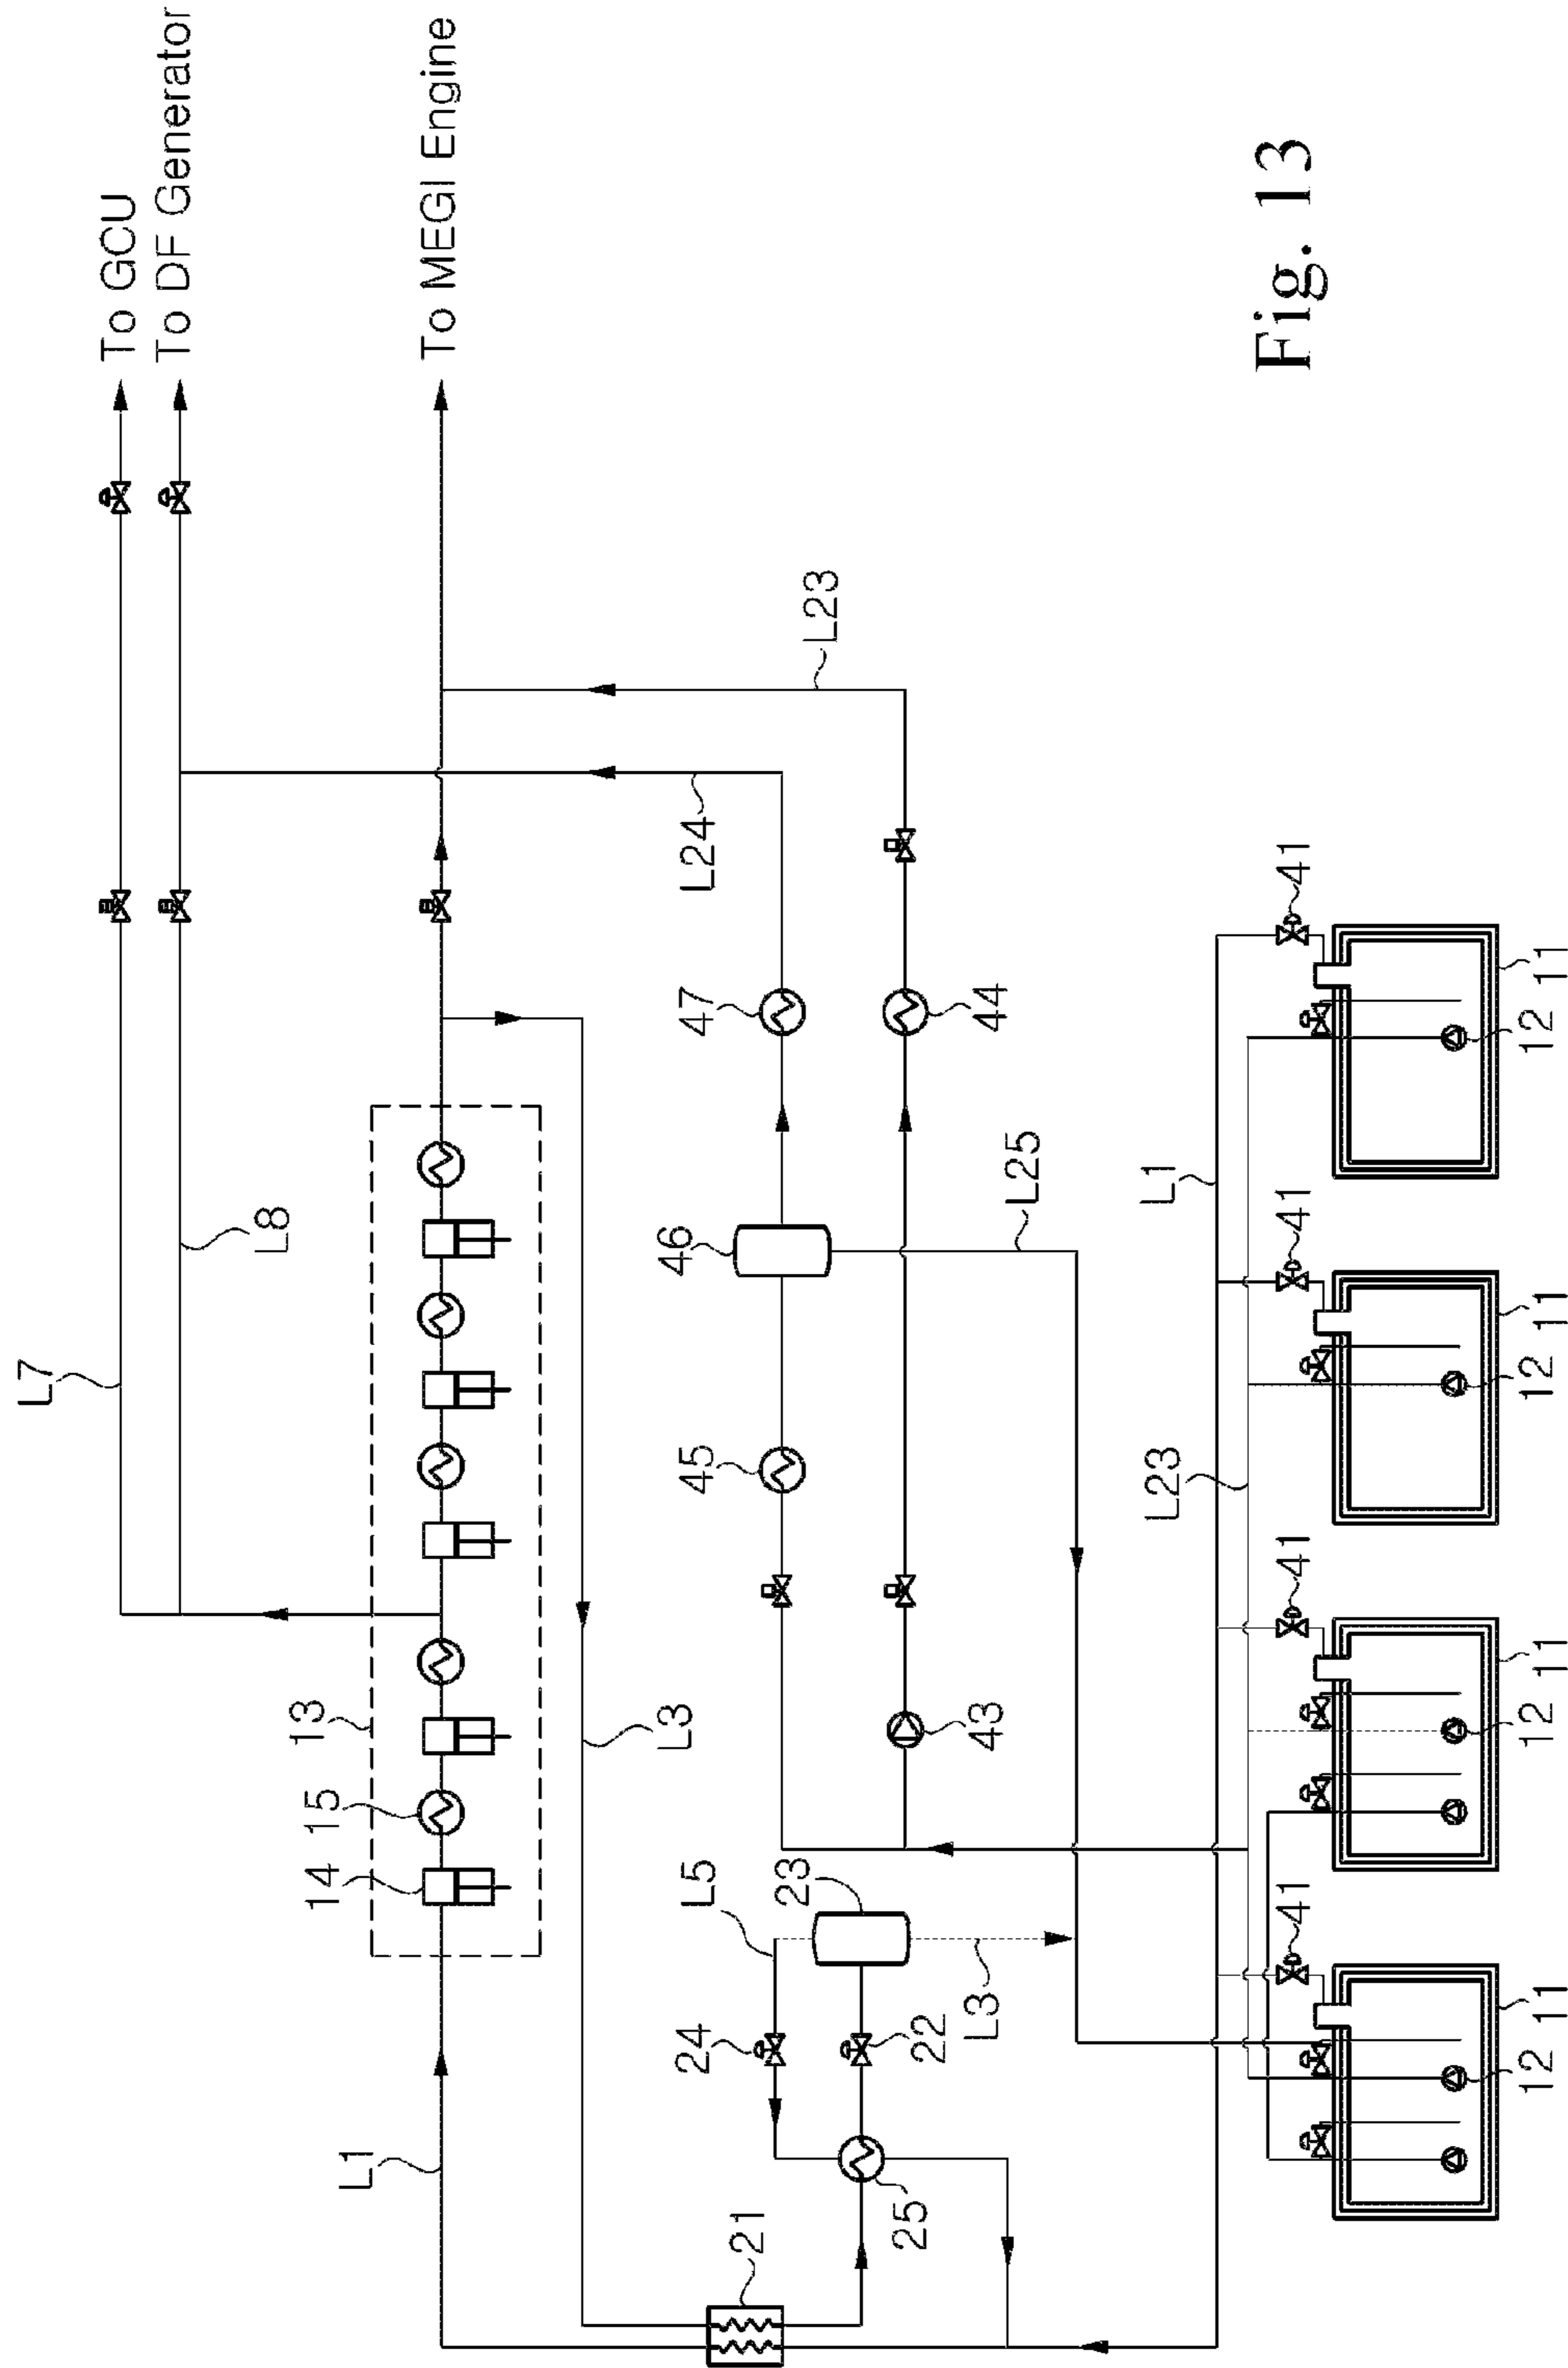 To GCU
To DF Generator
To MEGI Engine
L7
L8
13
14
15
L1
L3
L23
L24
21
24
L5
45
46
47
25
22
23
L3
43
44
L25
L23
L1
41
41
41
41
11
11
11
11
12
12
12
12
Fig. 13